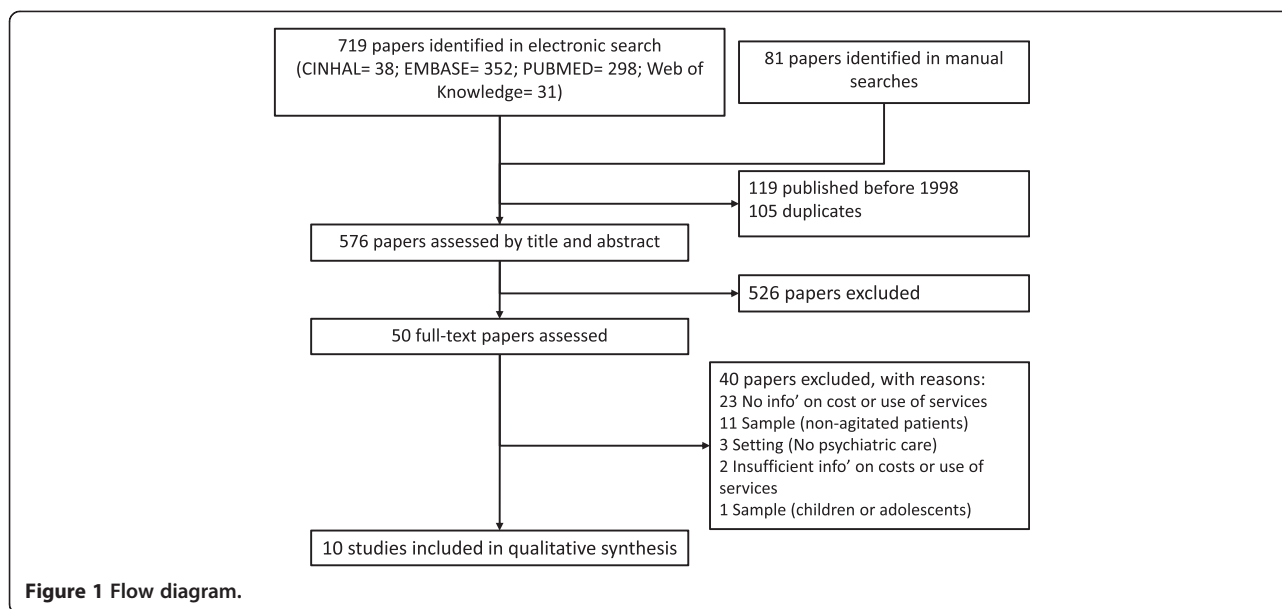 719 papers identified in electronic search
(CINHAL= 38; EMBASE= 352; PUBMED= 298; Web of
Knowledge= 31)
81 papers identified in manual
searches
119 published before 1998
105 duplicates
576 papers assessed by title and abstract
526 papers excluded
50 full-text papers assessed
40 papers excluded, with reasons:
23 No info’ on cost or use of services
11 Sample (non-agitated patients)
3 Setting (No psychiatric care)
2 Insufficient info’ on costs or use of
services
1 Sample (children or adolescents)
10 studies included in qualitative synthesis
Figure 1 Flow diagram.